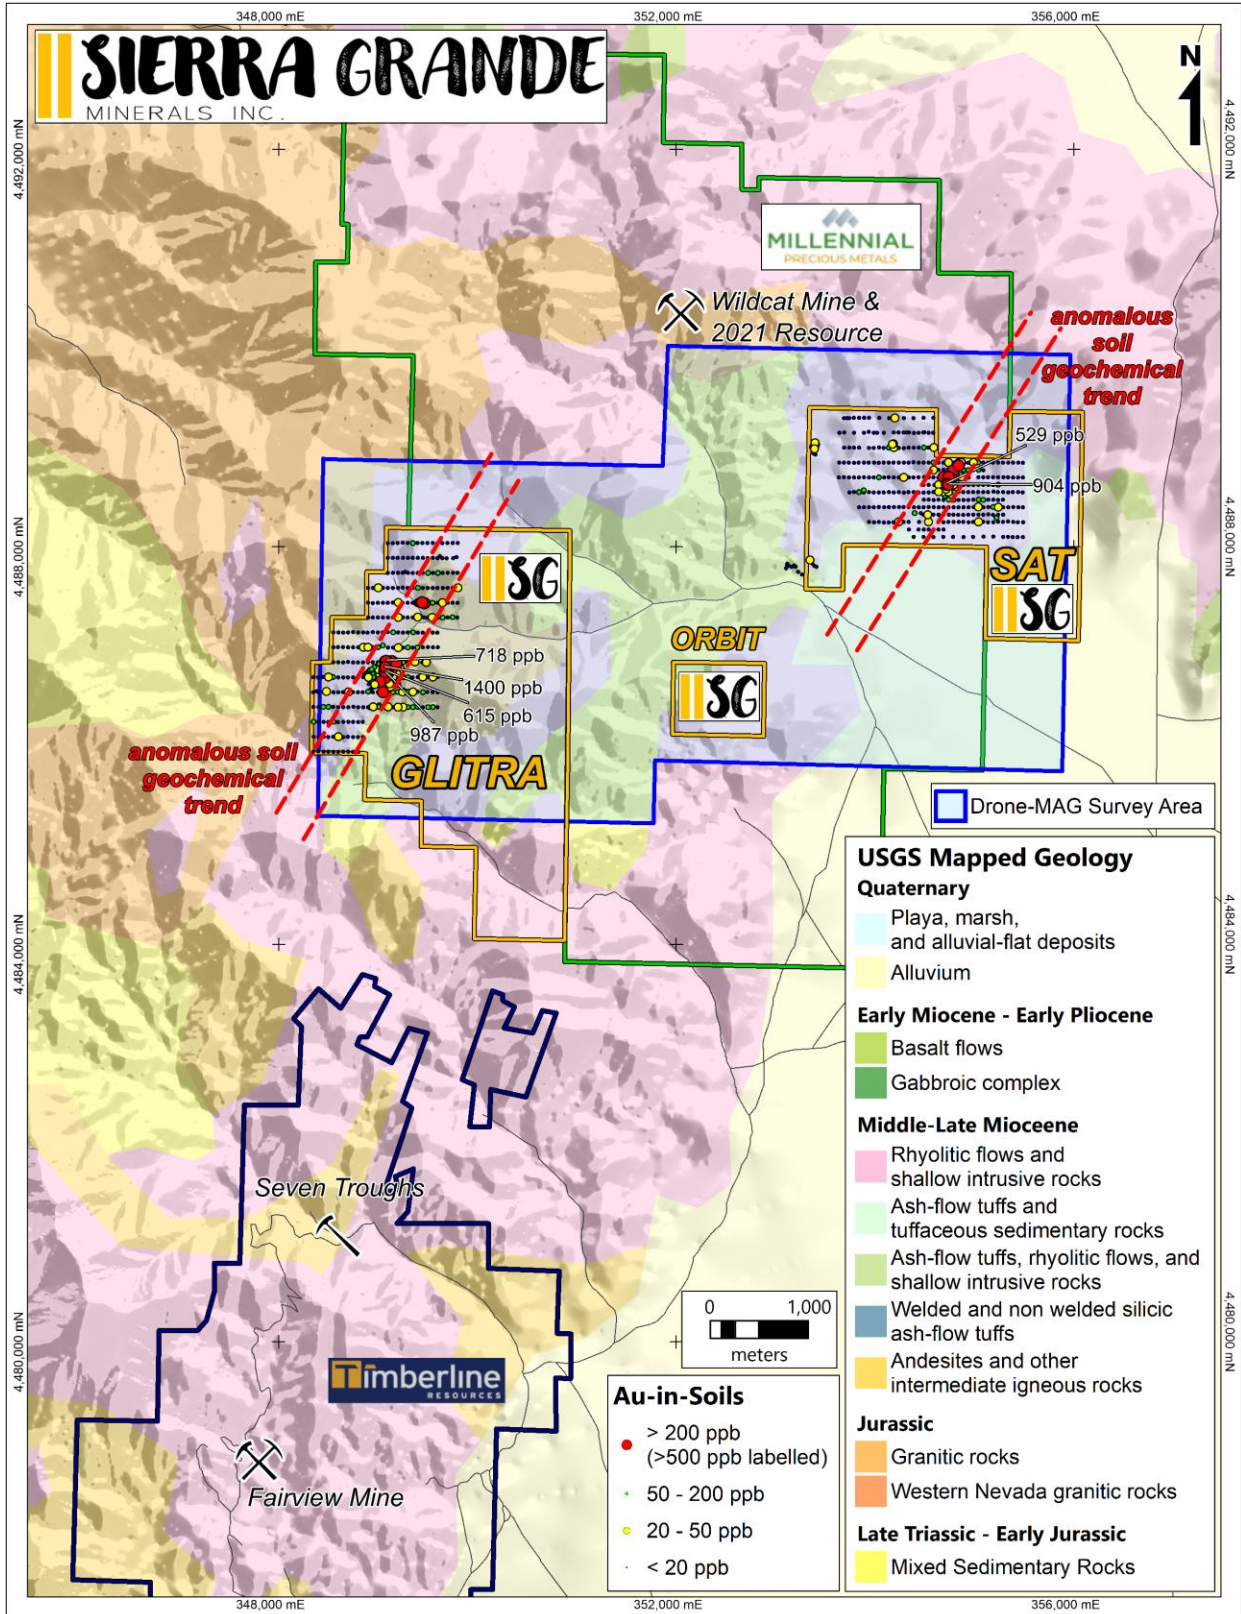 348,000 mE
352,000 mE
356,000 mE
SIERRA GRANDE
MINERALS INC.
N
4,492,000 mN
4,492,000 mN
MILLENNIAL
PRECIOUS METALS
Wildcat Mine &
2021 Resource
anomalous
soil
geochemical
trend
529 ppb
904 ppb
4,488,000 mN
4,488,000 mN
SG
SAT
SG
ORBIT
SG
718 ppb
1400 ppb
615 ppb
987 ppb
anomalous soil
geochemical
trend
GLITRA
Drone-MAG Survey Area
USGS Mapped Geology
Quaternary
Playa, marsh,
and alluvial-flat deposits
Alluvium
Early Miocene - Early Pliocene
Basalt flows
Gabbroic complex
Middle-Late Mioceene
Rhyolitic flows and
shallow intrusive rocks
Ash-flow tuffs and
tuffaceous sedimentary rocks
Ash-flow tuffs, rhyolitic flows, and
shallow intrusive rocks
Welded and non welded silicic
ash-flow tuffs
Andesites and other
intermediate igneous rocks
Jurassic
Granitic rocks
Western Nevada granitic rocks
Late Triassic - Early Jurassic
Mixed Sedimentary Rocks
4,484,000 mN
4,484,000 mN
Seven Troughs
0 1,000
meters
4,480,000 mN
4,480,000 mN
Timberline
RESOURCES
Au-in-Soils
> 200 ppb
(>500 ppb labelled)
50 - 200 ppb
20 - 50 ppb
< 20 ppb
Fairview Mine
348,000 mE
352,000 mE
356,000 mE